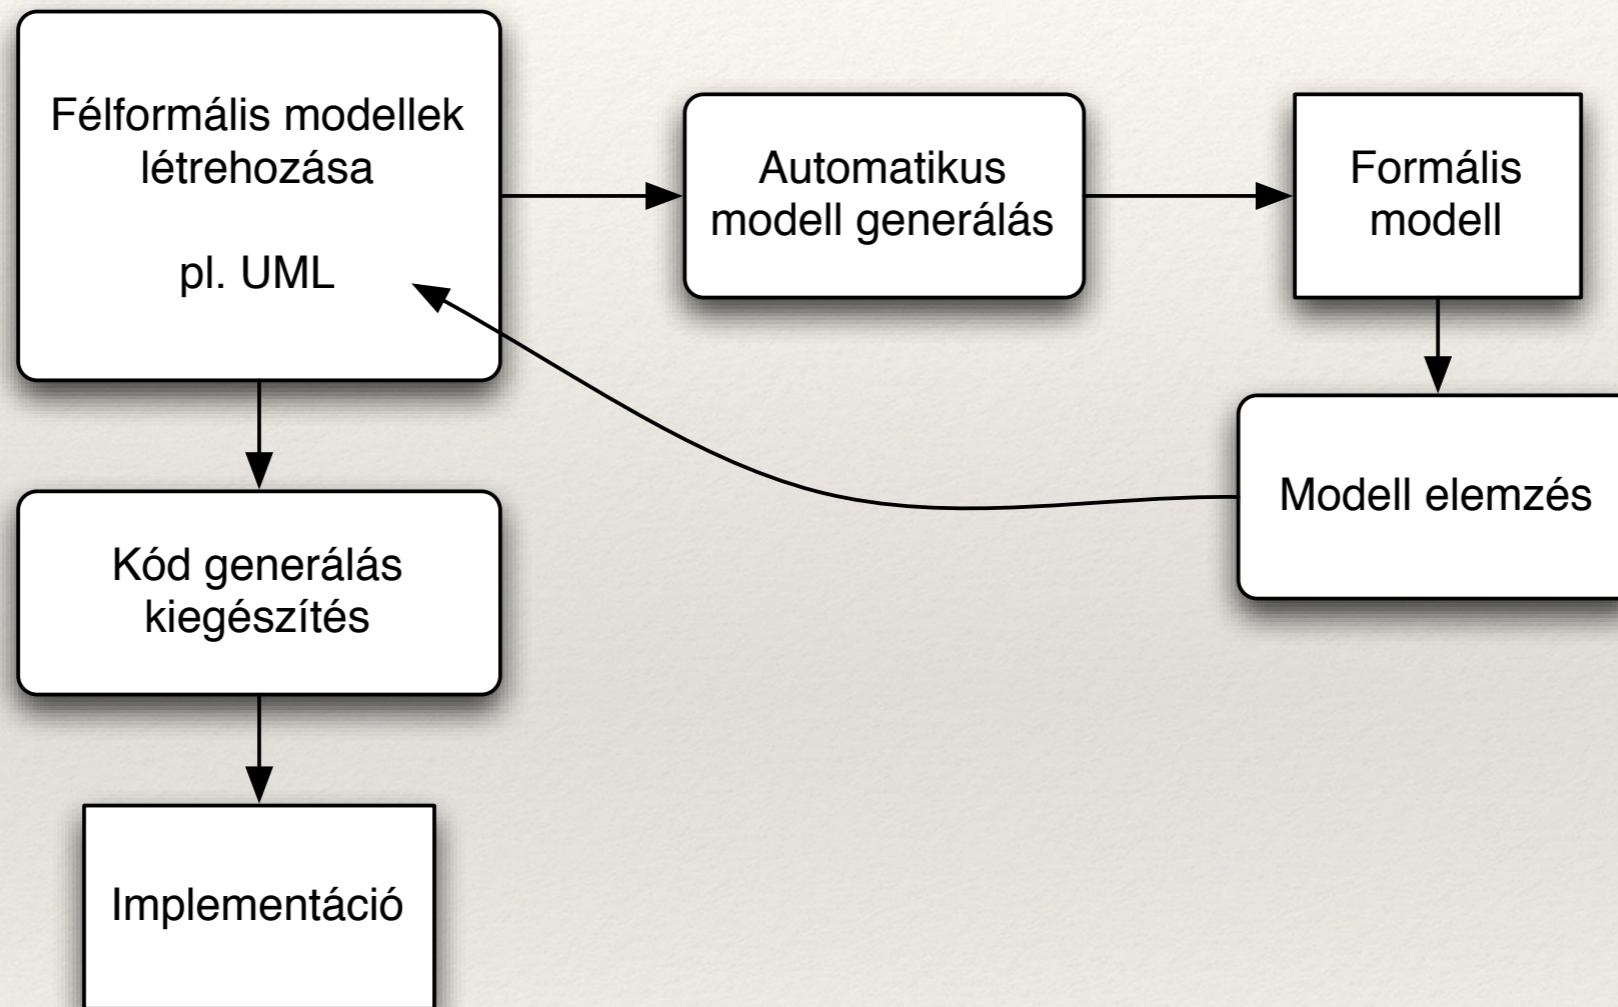 Félformális modellek
létrehozása
pl. UML
Automatikus
modell generálás
Formális
modell
Modell elemzés
Kód generálás
kiegészítés
Implementáció